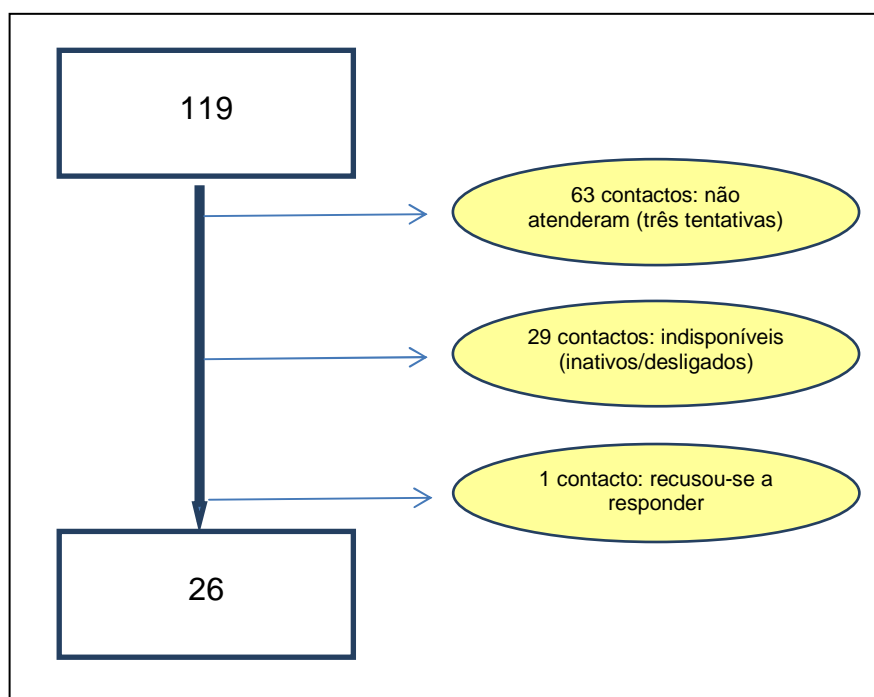 119
63 contactos: não
atenderam (três tentativas)
29 contactos: indisponíveis
(inativos/desligados)
1 contacto: recusou-se a
responder
26